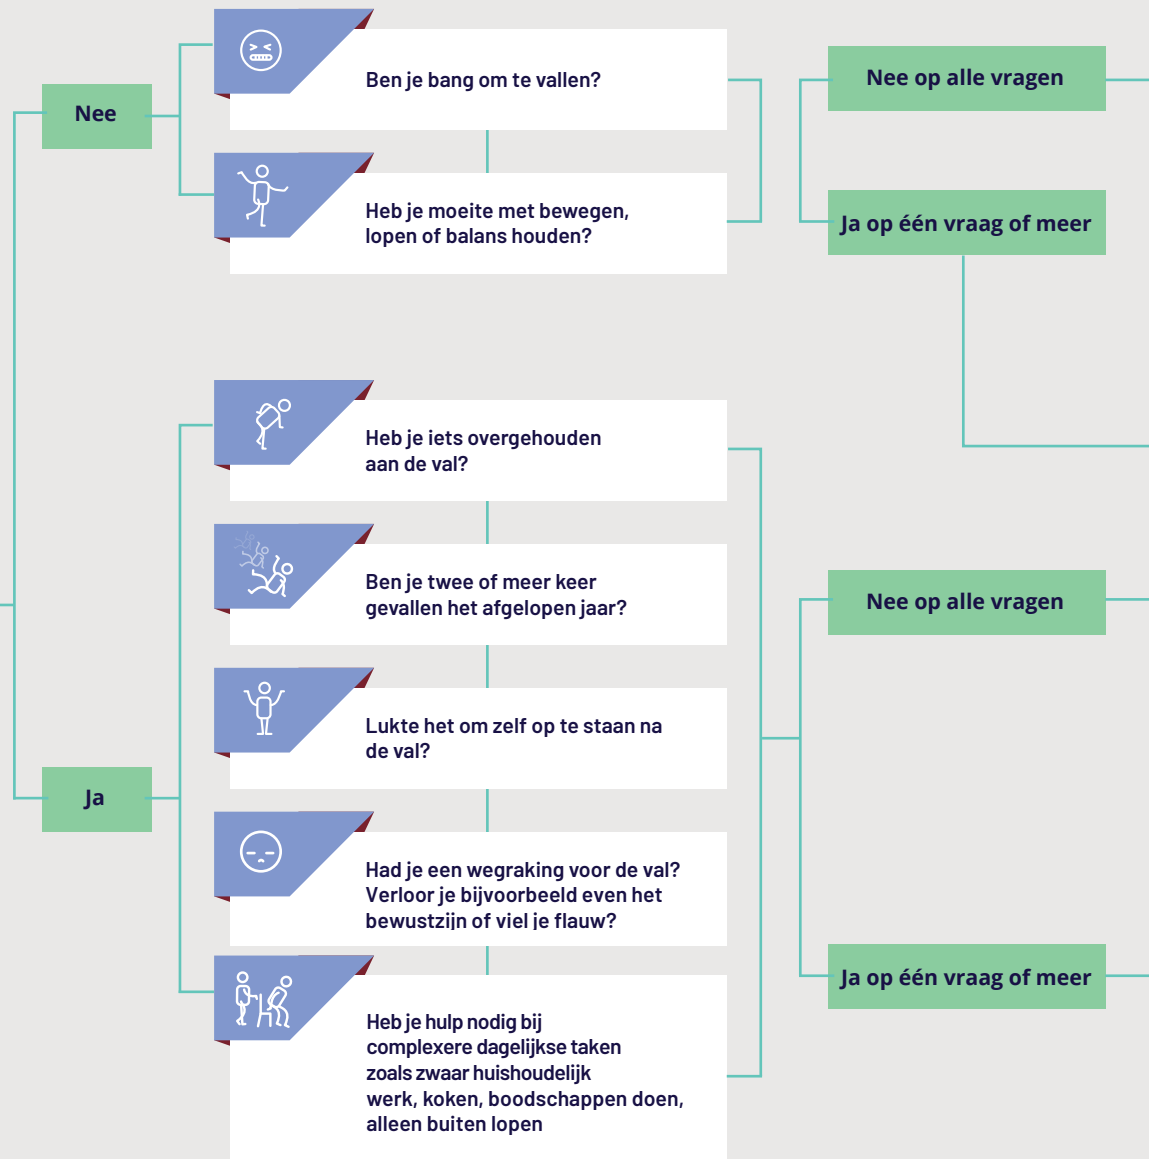 Nee
Ben je bang om te vallen?
Heb je moeite met bewegen,
lopen of balans houden?
Nee op alle vragen
Ja op één vraag of meer
Ja
Heb je iets overgehouden
aan de val?
Ben je twee of meer keer
gevallen het afgelopen jaar?
Lukte het om zelf op te staan na
de val?
Had je een wegraking voor de val?
Verloor je bijvoorbeeld even het
bewustzijn of viel je flauw?
Heb je hulp nodig bij
complexere dagelijkse taken
zoals zwaar huishoudelijk
werk, koken, boodschappen doen,
alleen buiten lopen
Nee op alle vragen
Ja op één vraag of meer